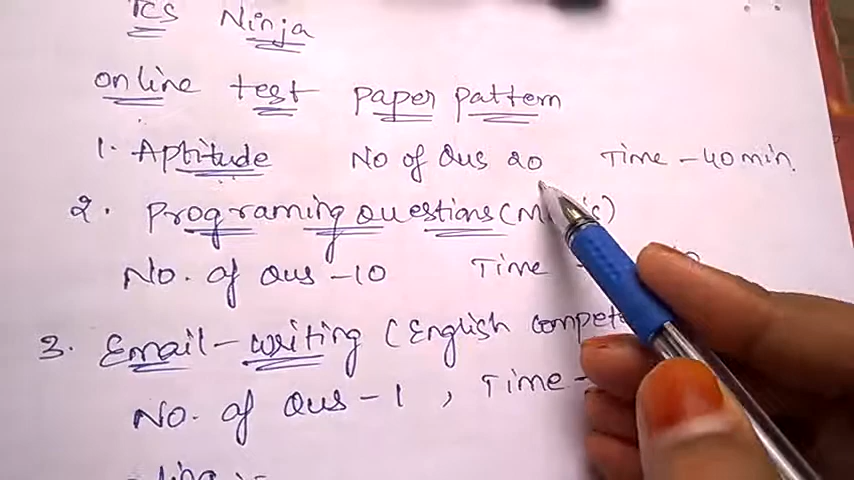 TCS Ninja
online test paper pattern
1. Aptitude No of Qus 20 Time - 40 min.
2. Programing questions
No. of Qus - 10 Time
3. Email - writing (English
No. of Qus - 1 , Time -